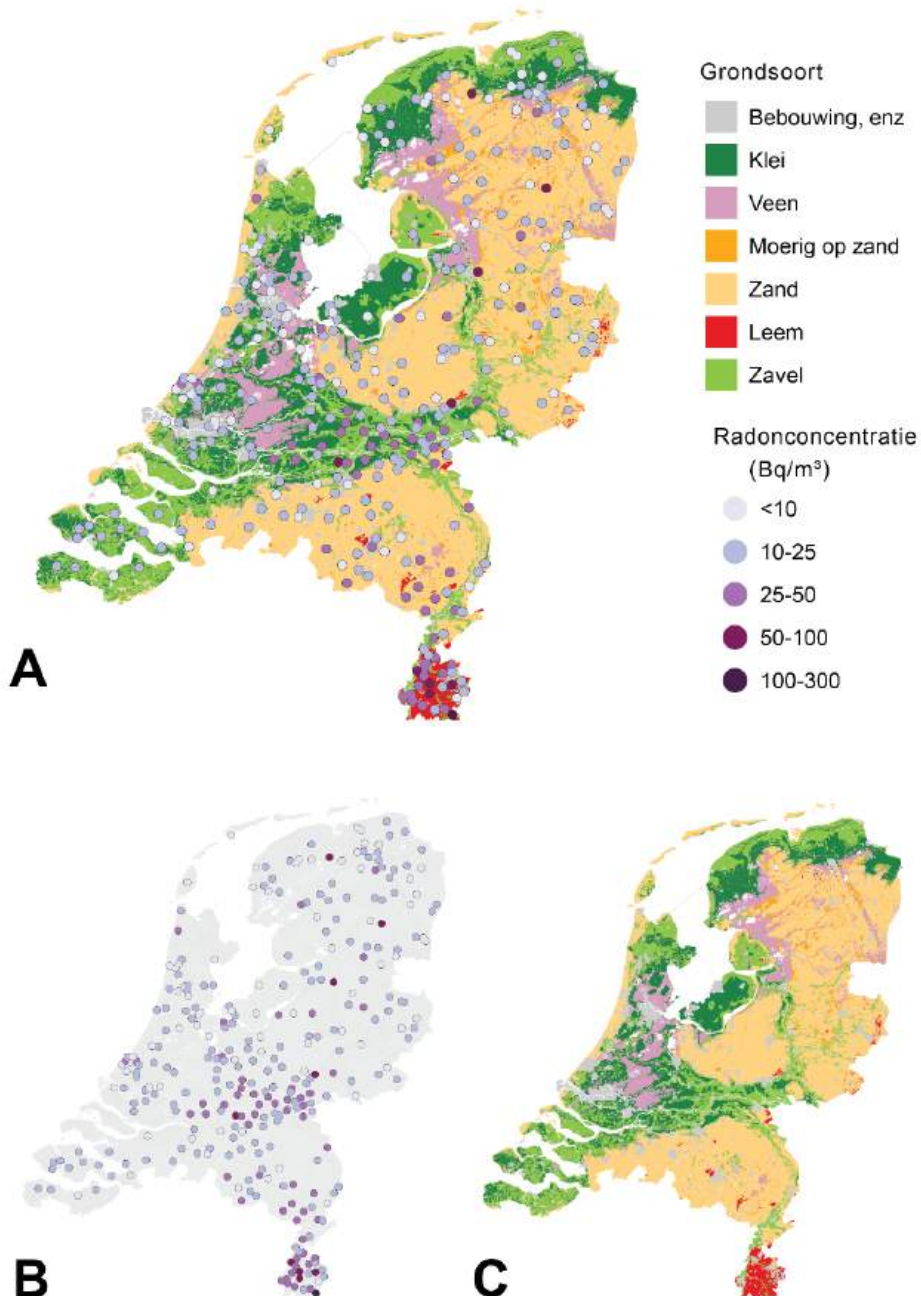 Grondsoort
Bebouwing, enz
Klei
Veen
Moerig op zand
Zand
Leem
Zavel
Radonconcentratie
(Bq/m³)
<10
10-25
25-50
50-100
100-300
A
B
C